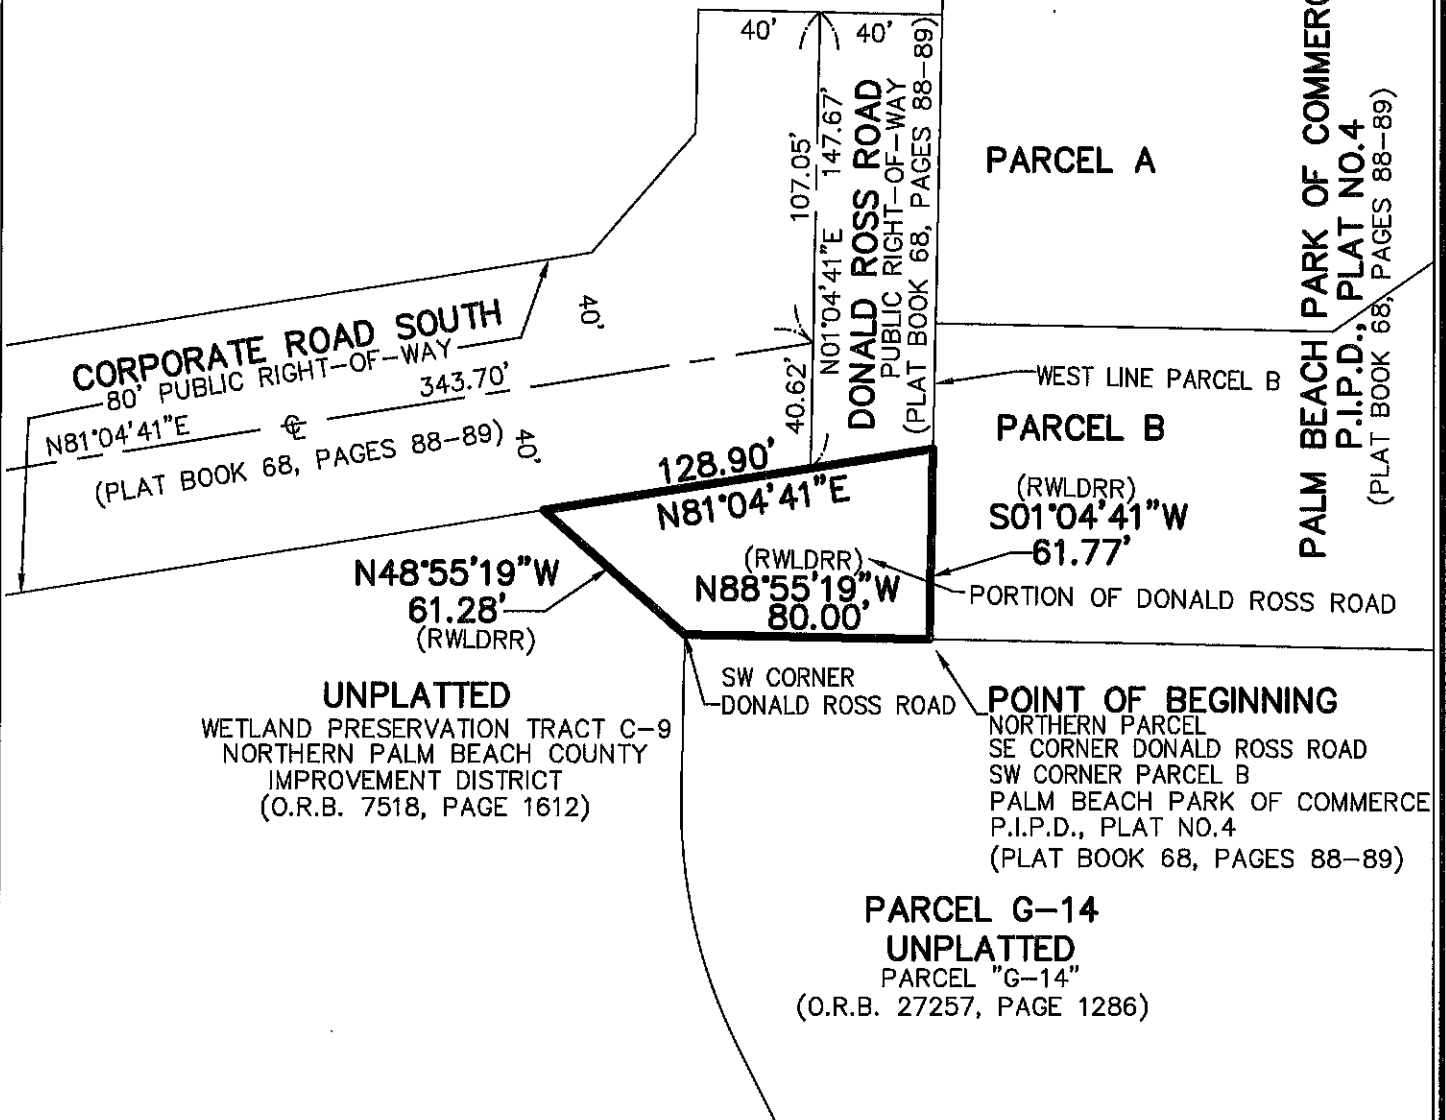 40'
40'
107.05'
N01°04'41"E 147.67'
40.62'
DONALD ROSS ROAD
PUBLIC RIGHT-OF-WAY
(PLAT BOOK 68, PAGES 88-89)
PARCEL A
PALM BEACH PARK OF
P.I.P.D., PLAT NO.4
(PLAT BOOK 68, PAGES 88-89)
40'
CORPORATE ROAD SOUTH
80' PUBLIC RIGHT-OF-WAY
343.70'
N81°04'41"E
℄
(PLAT BOOK 68, PAGES 88-89)
40'
WEST LINE PARCEL B
PARCEL B
128.90'
N81°04'41"E
(RWLDRR)
S01°04'41"W
61.77'
N48°55'19"W
61.28'
(RWLDRR)
(RWLDRR)
N88°55'19"W
80.00'
PORTION OF DONALD ROSS ROAD
SW CORNER
DONALD ROSS ROAD
UNPLATTED
WETLAND PRESERVATION TRACT C-9
NORTHERN PALM BEACH COUNTY
IMPROVEMENT DISTRICT
(O.R.B. 7518, PAGE 1612)
POINT OF BEGINNING
NORTHERN PARCEL
SE CORNER DONALD ROSS ROAD
SW CORNER PARCEL B
PALM BEACH PARK OF COMMERCE
P.I.P.D., PLAT NO.4
(PLAT BOOK 68, PAGES 88-89)
PARCEL G-14
UNPLATTED
PARCEL "G-14"
(O.R.B. 27257, PAGE 1286)